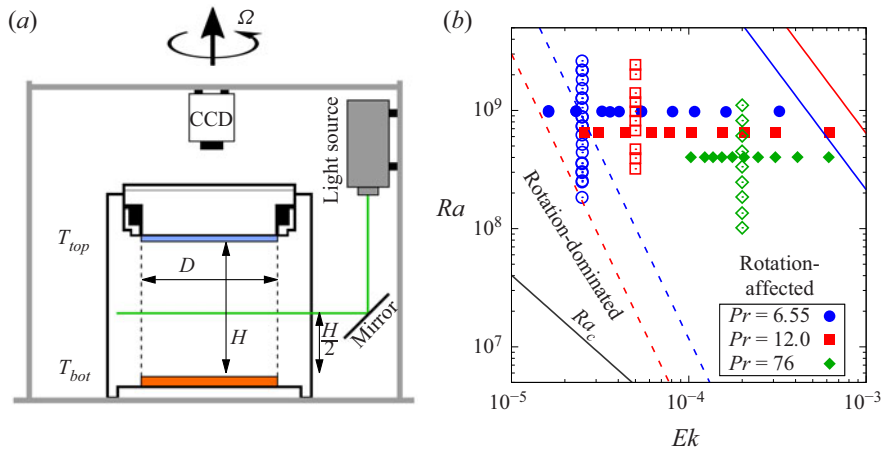 (a)
Ω
CCD
Light source
T_top
D
H
H/2
Mirror
T_bot
(b)
10^9
Ra
10^8
10^7
Rotation-dominated
Ra_c
Rotation-
affected
Pr = 6.55
Pr = 12.0
Pr = 76
10^-5
10^-4
10^-3
Ek